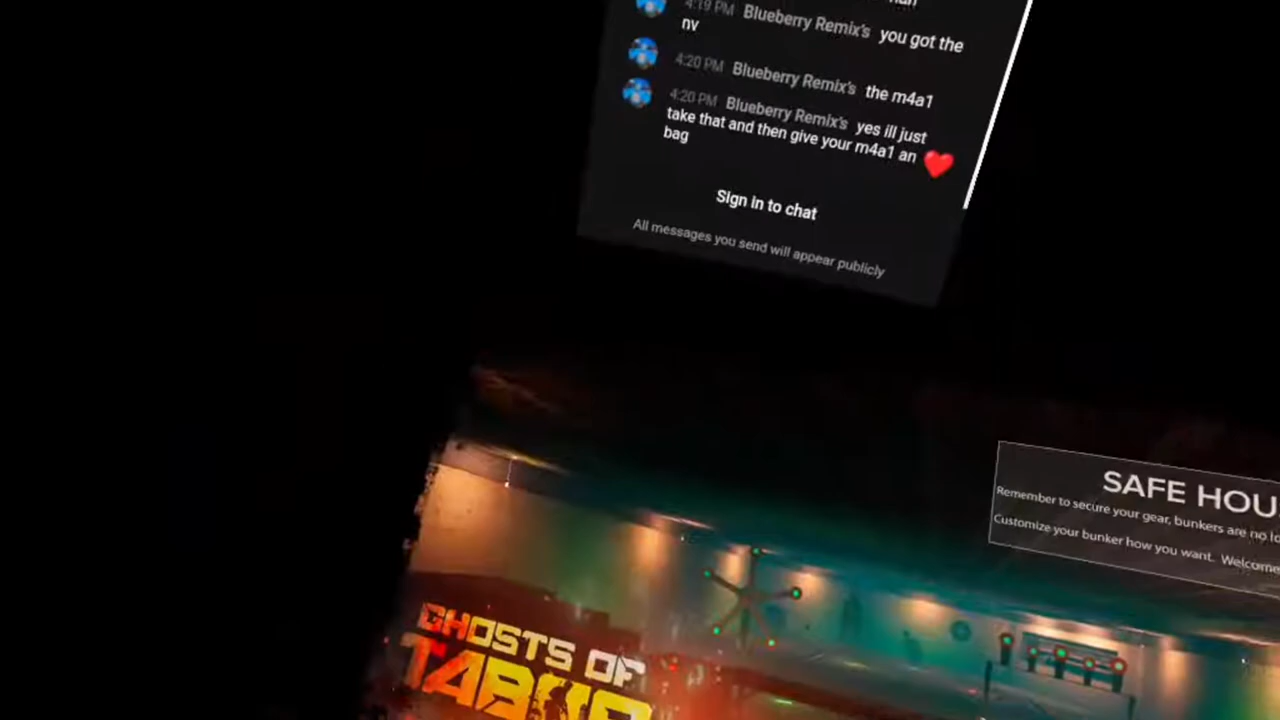 4:19 PM Blueberry Remix's you got the
nv
4:20 PM Blueberry Remix's the m4a1
4:20 PM Blueberry Remix's yes ill just
take that and then give your m4a1 an
bag
Sign in to chat
All messages you send will appear publicly
SAFE HOU
Remember to secure your gear, bunkers are no lo
Customize your bunker how you want. Welcome
GHOSTS OF
TABOR